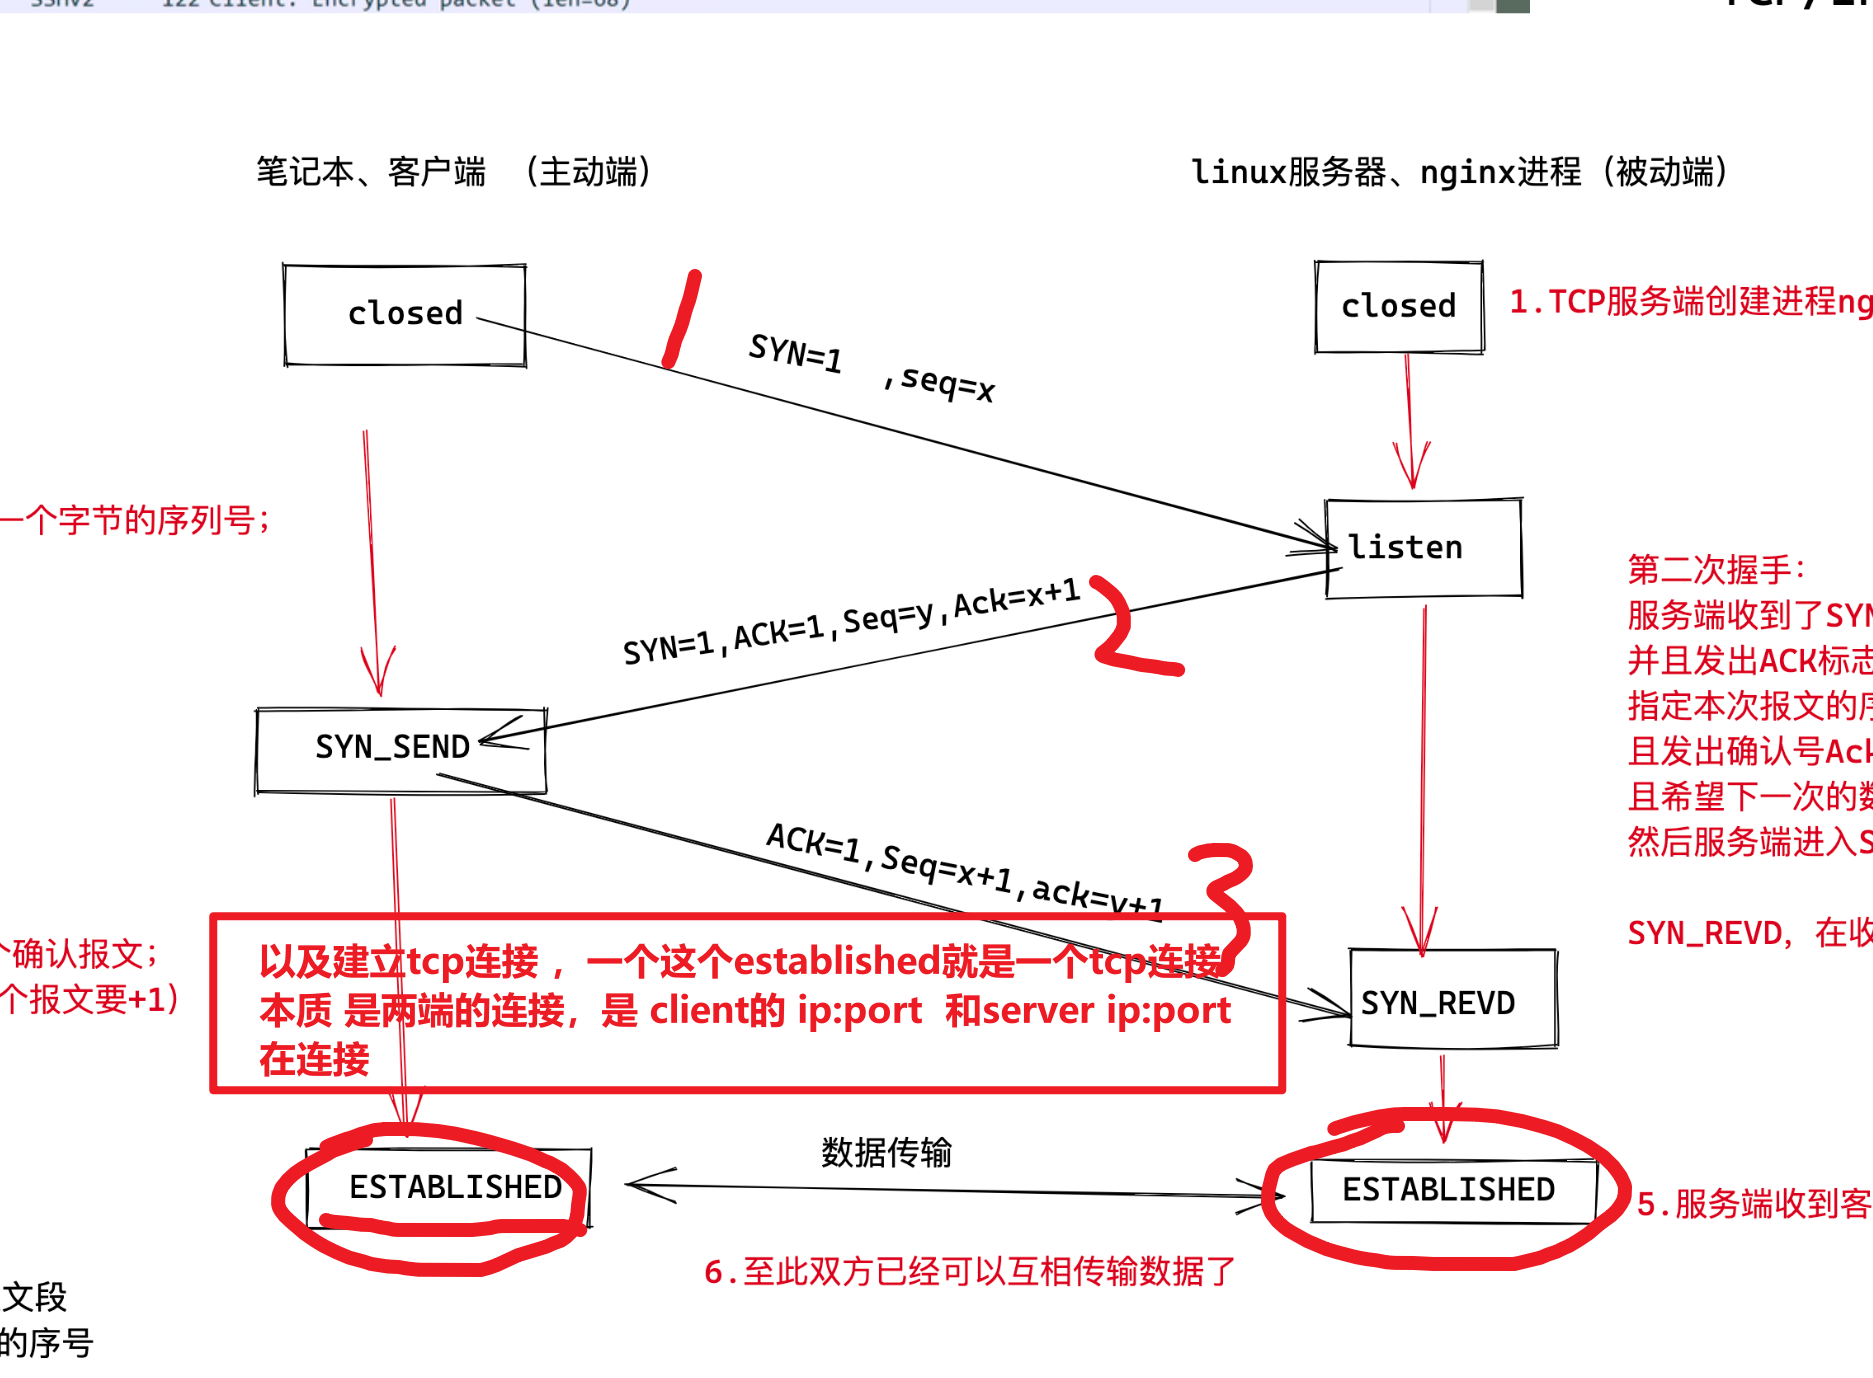 SSHv2 122 Client: Encrypted packet (len=68)
笔记本、客户端 （主动端）
linux服务器、nginx进程（被动端）
closed
closed
1.TCP服务端创建进程ng
1
SYN=1 ,seq=x
一个字节的序列号；
listen
第二次握手：
服务端收到了SYN
并且发出ACK标志
指定本次报文的序
且发出确认号Ack
且希望下一次的数
然后服务端进入S
SYN=1,ACK=1,Seq=y,Ack=x+1
2
SYN_SEND
ACK=1,Seq=x+1,ack=y+1
3
SYN_REVD，在收
个确认报文；
个报文要+1）
以及建立tcp连接 ，一个这个established就是一个tcp连接
本质 是两端的连接，是 client的 ip:port 和server ip:port
在连接
SYN_REVD
ESTABLISHED
数据传输
ESTABLISHED
5.服务端收到客
6.至此双方已经可以互相传输数据了
文段
的序号